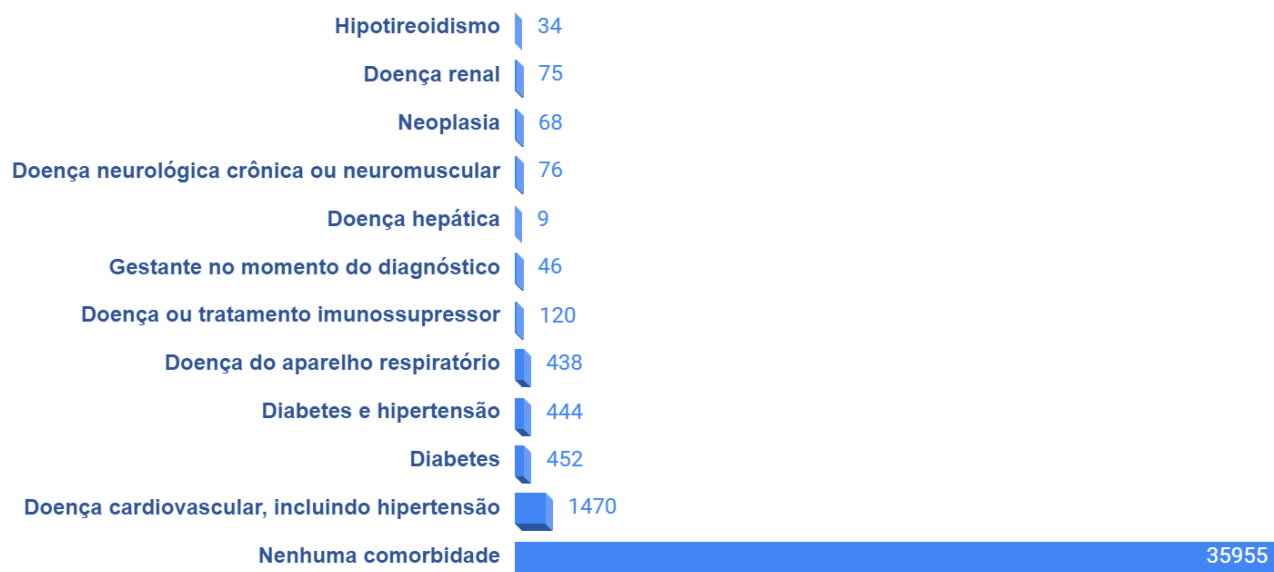 Hipotireoidismo 34
Doença renal 75
Neoplasia 68
Doença neurológica crônica ou neuromuscular 76
Doença hepática 9
Gestante no momento do diagnóstico 46
Doença ou tratamento imunossupressor 120
Doença do aparelho respiratório 438
Diabetes e hipertensão 444
Diabetes 452
Doença cardiovascular, incluindo hipertensão 1470
Nenhuma comorbidade 35955